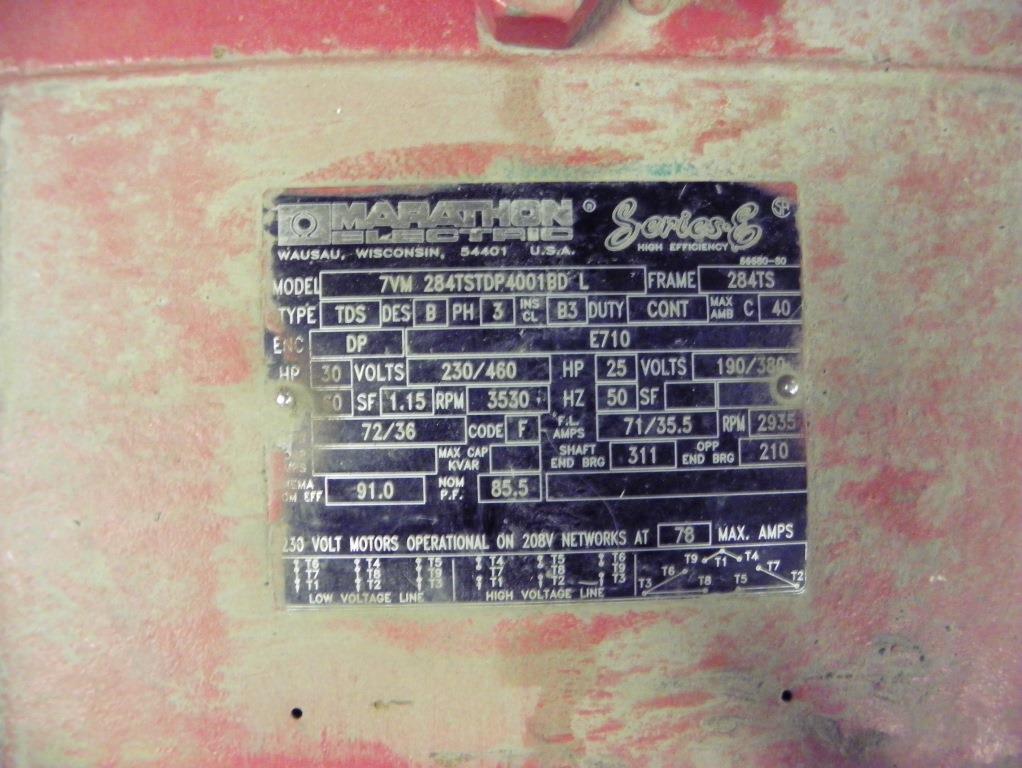 MARATHON ® Series-E
ELECTRIC
WAUSAU, WISCONSIN, 54401 U.S.A. HIGH EFFICIENCY
MODEL 7VM 284TSTDP4001BD L FRAME 284TS
TYPE TDS DES B PH 3 INS CL B3 DUTY CONT MAX AMB C 40
ENC DP E710
HP 30 VOLTS 230/460 HP 25 VOLTS 190/380
60 SF 1.15 RPM 3530 HZ 50 SF
72/36 CODE F F.L. AMPS 71/35.5 RPM 2935
MAX CAP KVAR SHAFT END BRG 311 OPP END BRG 210
91.0 NOM P.F. 85.5
230 VOLT MOTORS OPERATIONAL ON 208V NETWORKS AT 78 MAX. AMPS
T6 T4 T5 T4 T5 T6 T9 T1 T4
T7 T8 T9 T7 T8 T9 T6 T7
T1 T2 T3 T1 T2 T3 T3 T8 T5 T2
LOW VOLTAGE LINE HIGH VOLTAGE LINE